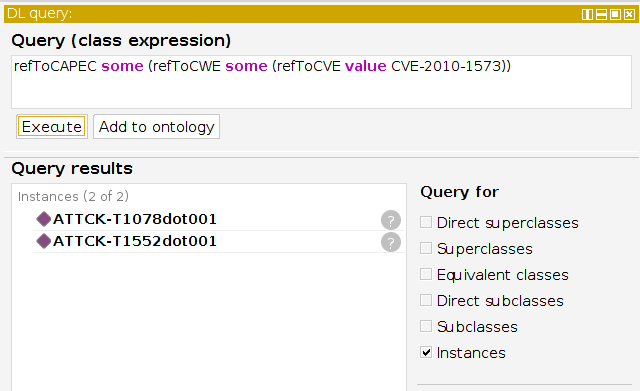 DL query:
Query (class expression)
refToCAPEC some (refToCWE some (refToCVE value CVE-2010-1573))
Execute
Add to ontology
Query results
Instances (2 of 2)
ATTCK-T1078dot001
?
ATTCK-T1552dot001
?
Query for
Direct superclasses
Superclasses
Equivalent classes
Direct subclasses
Subclasses
Instances